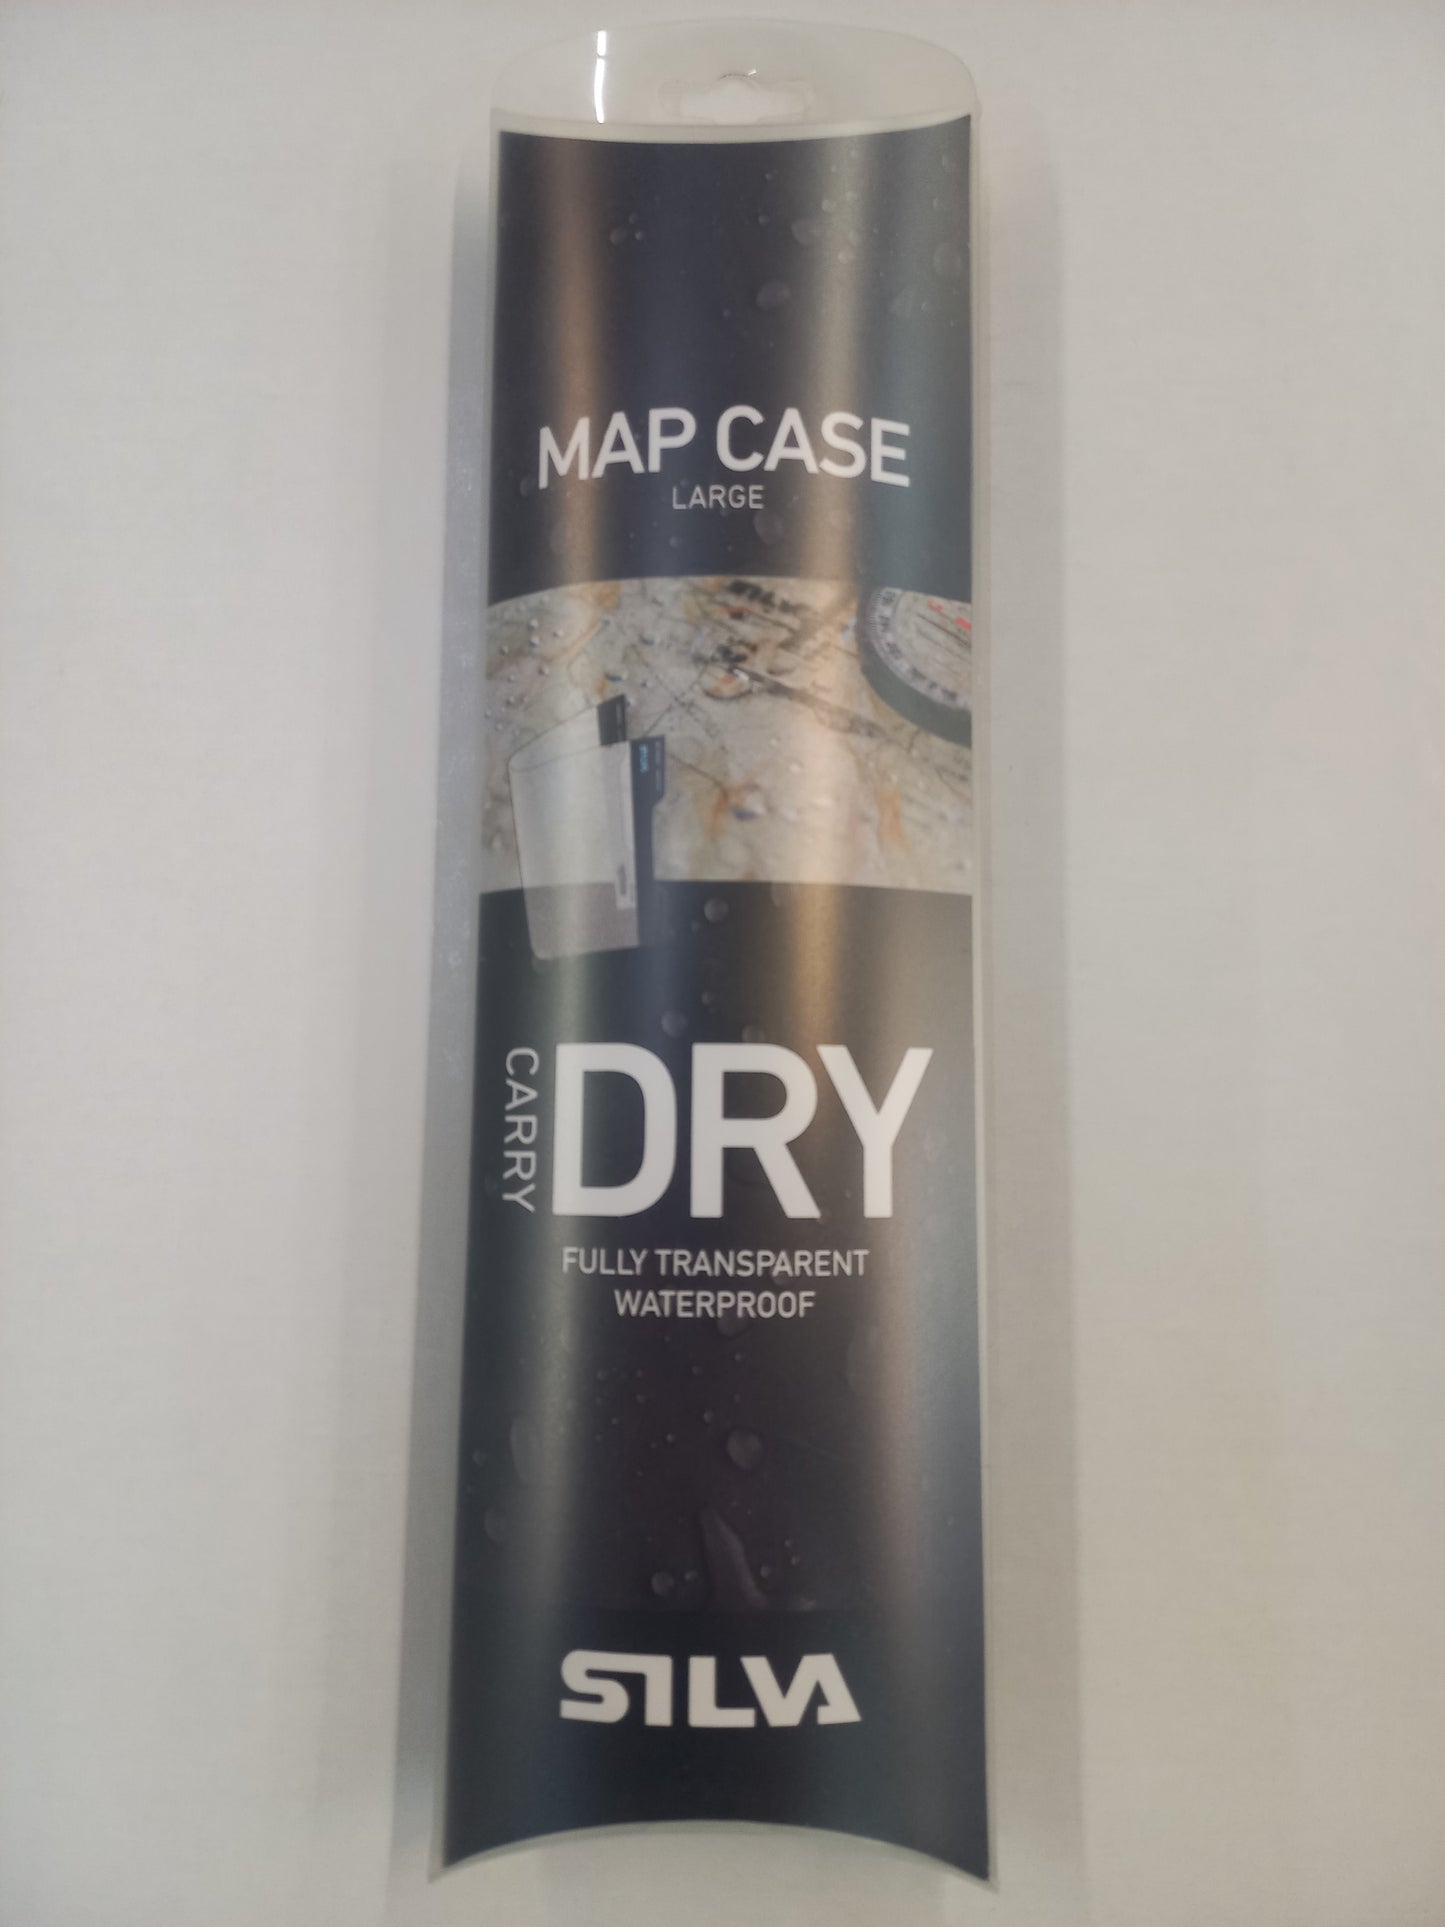 MAP CASE
LARGE
CARRY
DRY
FULLY TRANSPARENT
WATERPROOF
SILVA